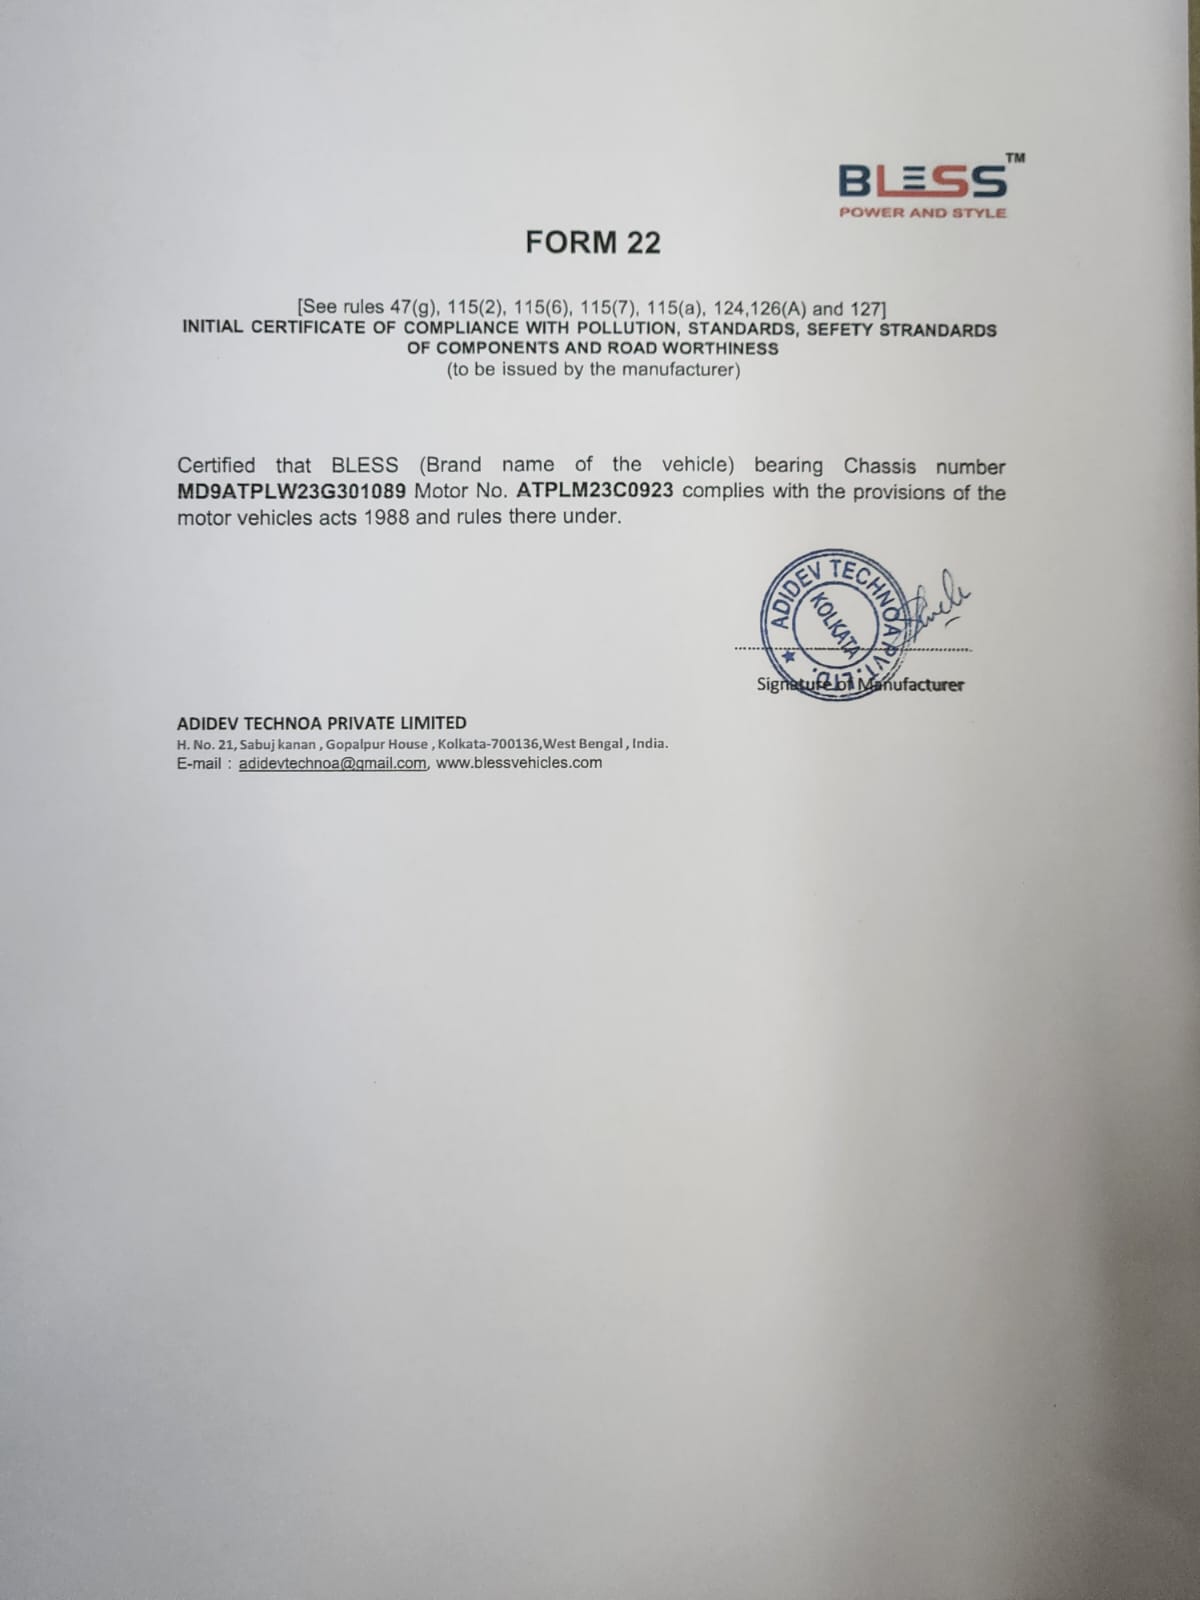 BLESS TM
POWER AND STYLE
FORM 22
[See rules 47(g), 115(2), 115(6), 115(7), 115(a), 124,126(A) and 127]
INITIAL CERTIFICATE OF COMPLIANCE WITH POLLUTION, STANDARDS, SEFETY STRANDARDS
OF COMPONENTS AND ROAD WORTHINESS
(to be issued by the manufacturer)
Certified that BLESS (Brand name of the vehicle) bearing Chassis number
MD9ATPLW23G301089 Motor No. ATPLM23C0923 complies with the provisions of the
motor vehicles acts 1988 and rules there under.
ADIDEV TECHNOA PVT. LTD.
KOLKATA
Signature of Manufacturer
ADIDEV TECHNOA PRIVATE LIMITED
H. No. 21, Sabuj kanan , Gopalpur House , Kolkata-700136,West Bengal , India.
E-mail : adidevtechnoa@gmail.com, www.blessvehicles.com